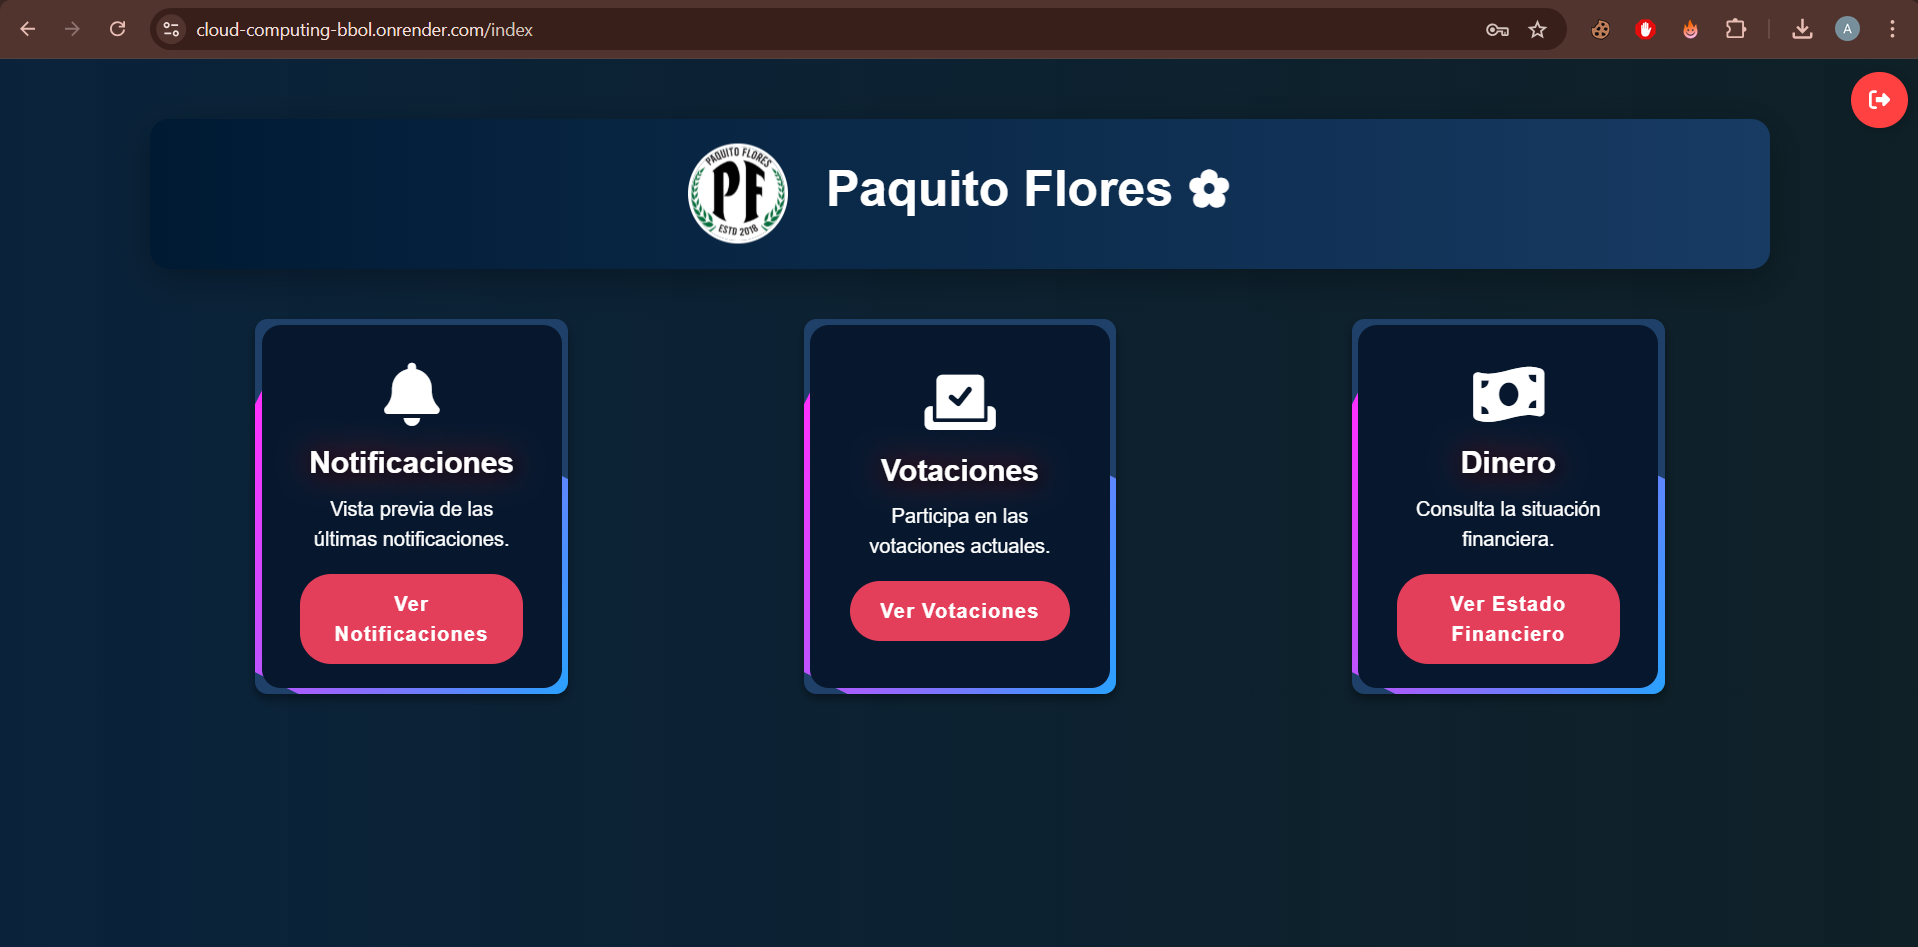 cloud-computing-bbol.onrender.com/index
A
PAQUITO FLORES
PF
ESTD 2018
Paquito Flores
Notificaciones
Vista previa de las
últimas notificaciones.
Ver
Notificaciones
Votaciones
Participa en las
votaciones actuales.
Ver Votaciones
Dinero
Consulta la situación
financiera.
Ver Estado
Financiero